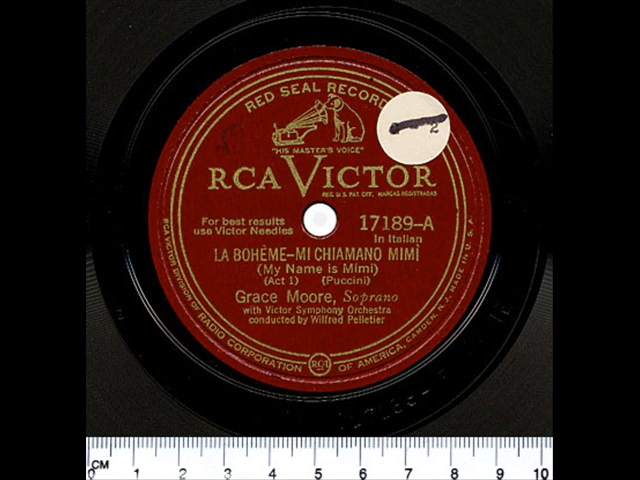 RED SEAL RECORD
2
"HIS MASTER'S VOICE"
RCA VICTOR
REG. U.S. PAT. OFF. MARCAS REGISTRADAS
For best results
use Victor Needles
17189-A
In Italian
LA BOHÈME-MI CHIAMANO MIMÌ
(My Name is Mimi)
(Act 1) (Puccini)
Grace Moore, Soprano
with Victor Symphony Orchestra
conducted by Wilfred Pelletier
RCA VICTOR DIVISION OF RADIO CORPORATION OF AMERICA, CAMDEN, N.J. MADE IN U.S.A.
RCA
0 CM 1 2 3 4 5 6 7 8 9 10